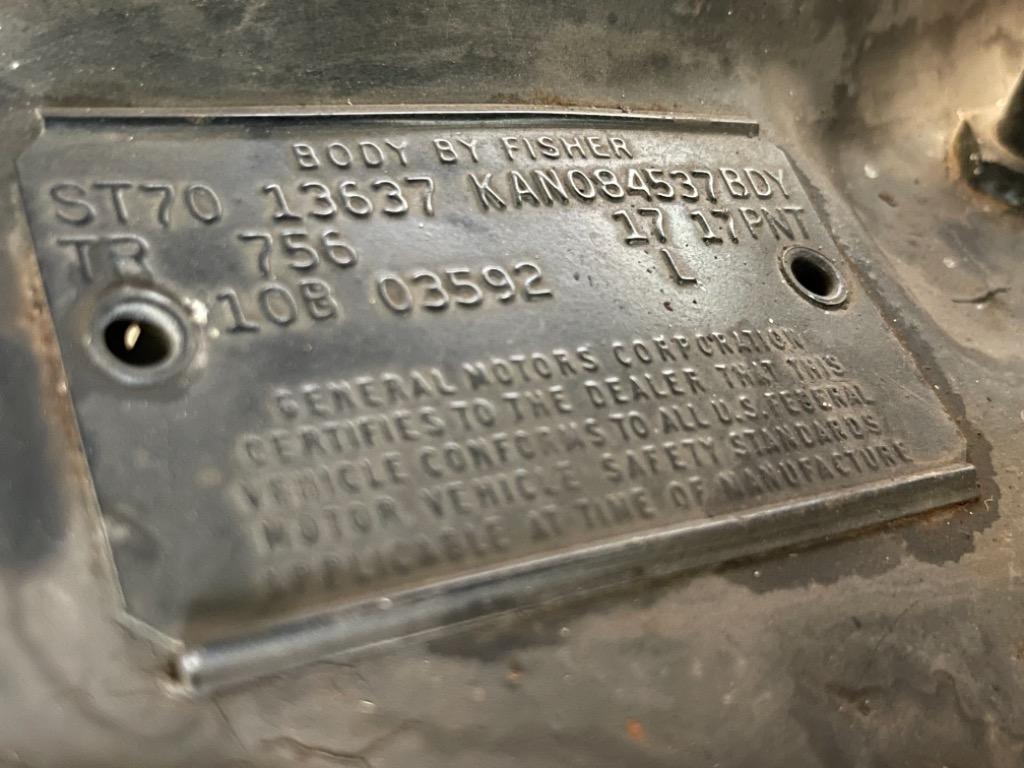 BODY BY FISHER
ST70 13637 KAN084537BDY
TR 756 17 17PNT
10B 03592 L
GENERAL MOTORS CORPORATION
CERTIFIES TO THE DEALER THAT THIS
VEHICLE CONFORMS TO ALL U.S. FEDERAL
MOTOR VEHICLE SAFETY STANDARDS
APPLICABLE AT TIME OF MANUFACTURE